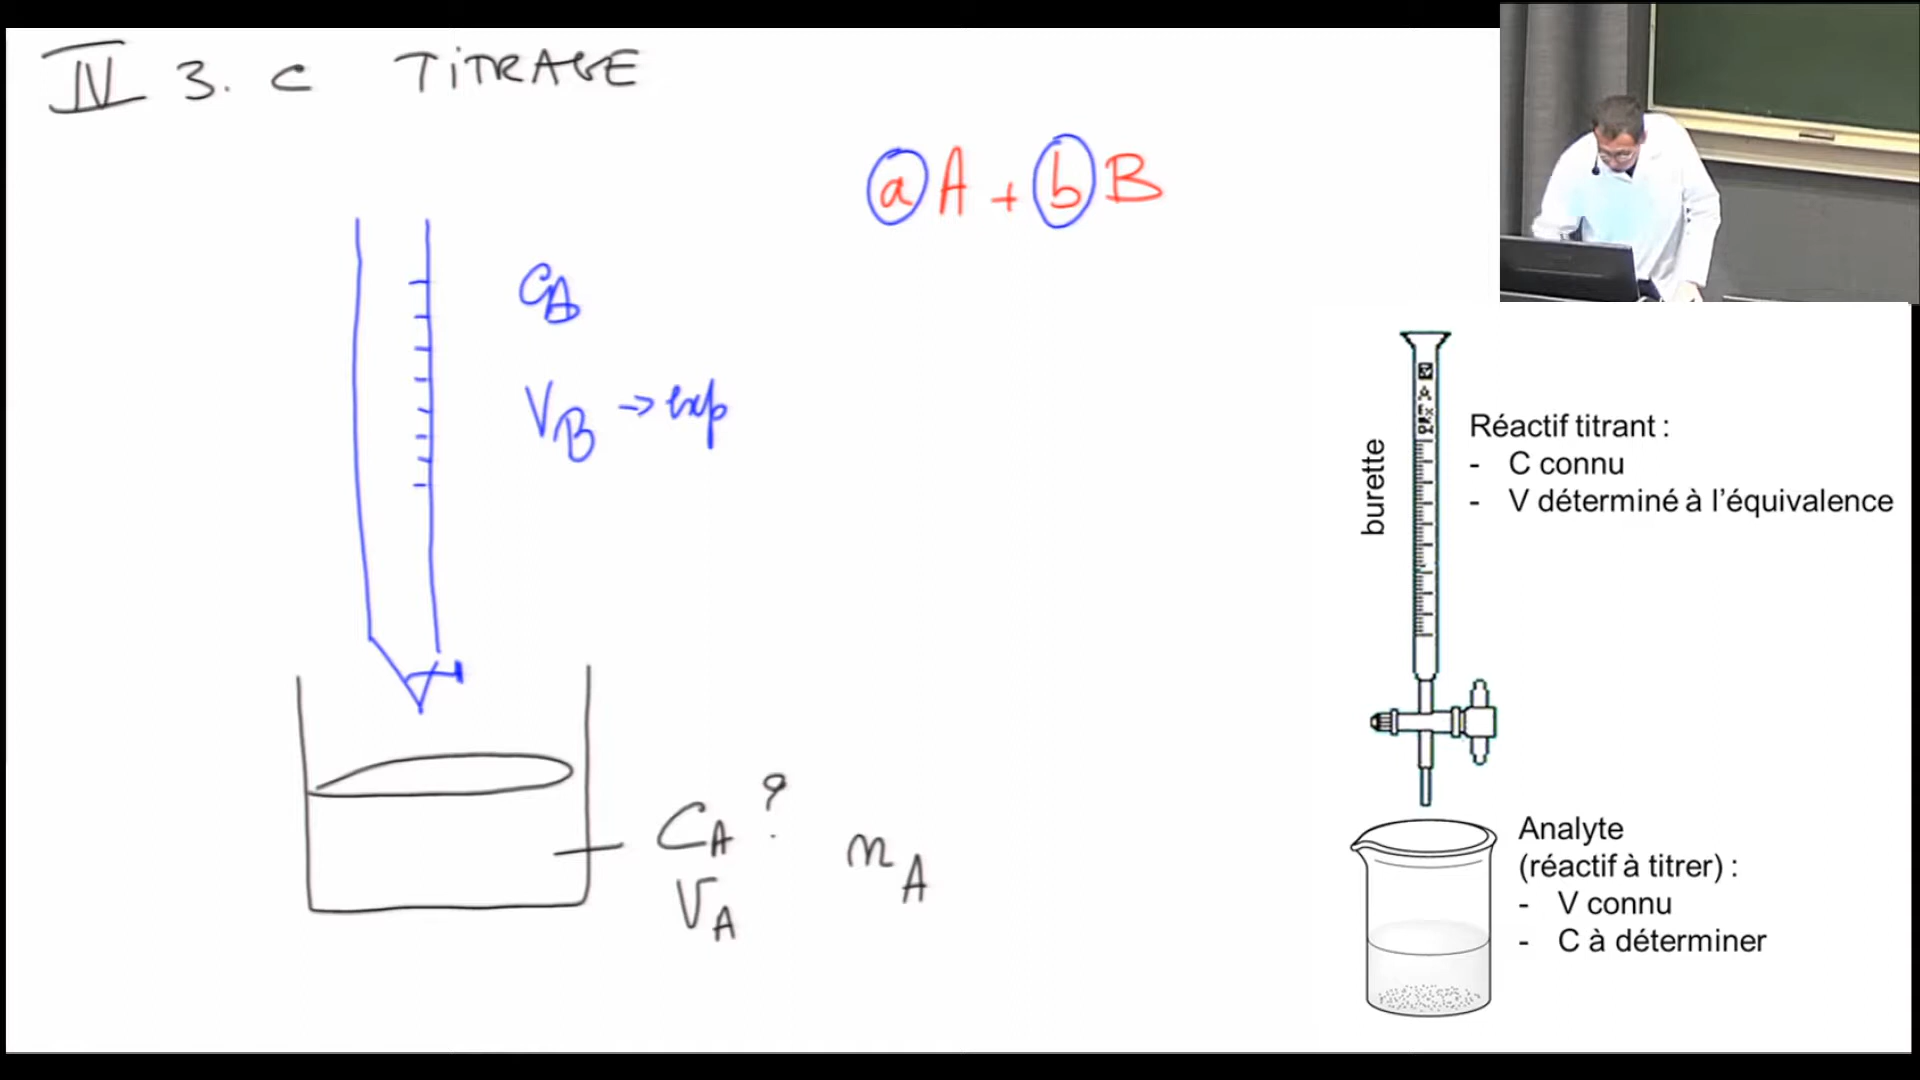 IV 3. c TITRAGE
aA + bB
CA
VB → exp
CA ?
VA
nA
burette
Réactif titrant :
- C connu
- V déterminé à l'équivalence
Analyte
(réactif à titrer) :
- V connu
- C à déterminer